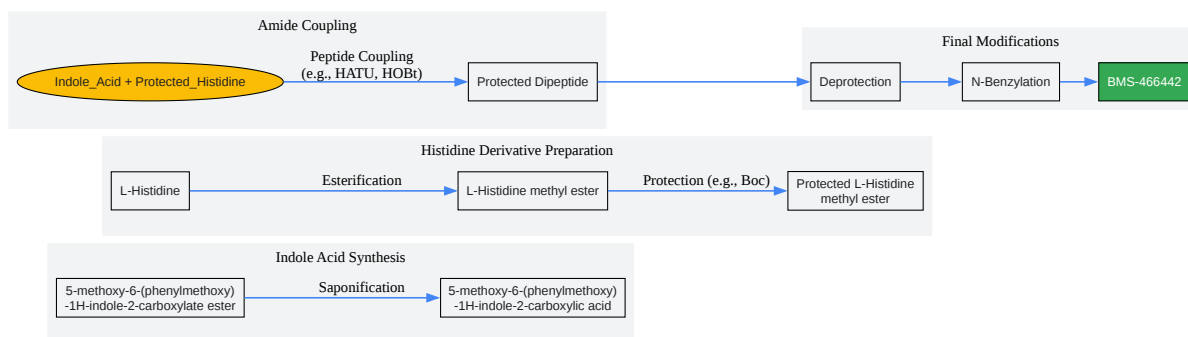 Amide Coupling
Indole_Acid + Protected_Histidine
Peptide Coupling
(e.g., HATU, HOBt)
Protected Dipeptide
Final Modifications
Deprotection
N-Benzylation
BMS-466442
Histidine Derivative Preparation
L-Histidine
Esterification
L-Histidine methyl ester
Protection (e.g., Boc)
Protected L-Histidine
methyl ester
Indole Acid Synthesis
5-methoxy-6-(phenylmethoxy)
-1H-indole-2-carboxylate ester
Saponification
5-methoxy-6-(phenylmethoxy)
-1H-indole-2-carboxylic acid